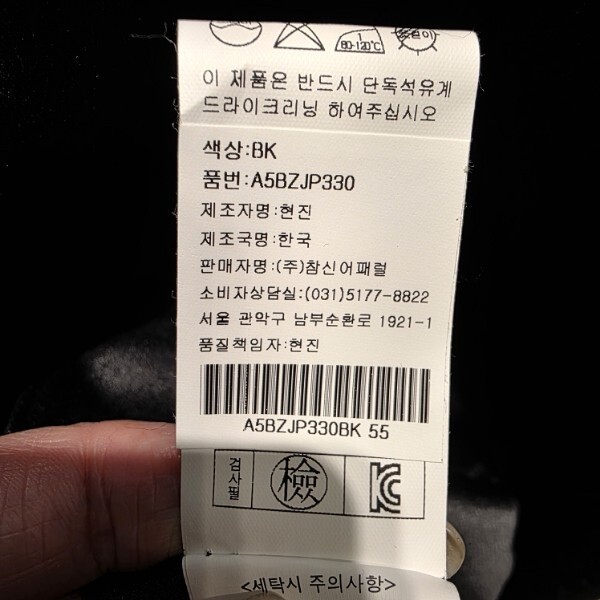 80-120℃
옷걸이
이 제품은 반드시 단독석유계
드라이크리닝 하여주십시오
색상:BK
품번:A5BZJP330
제조자명:현진
제조국명:한국
판매자명:(주)참신어패럴
소비자상담실:(031)5177-8822
서울 관악구 남부순환로 1921-1
품질책임자:현진
A5BZJP330BK 55
검사필
檢
KC
<세탁시 주의사항>